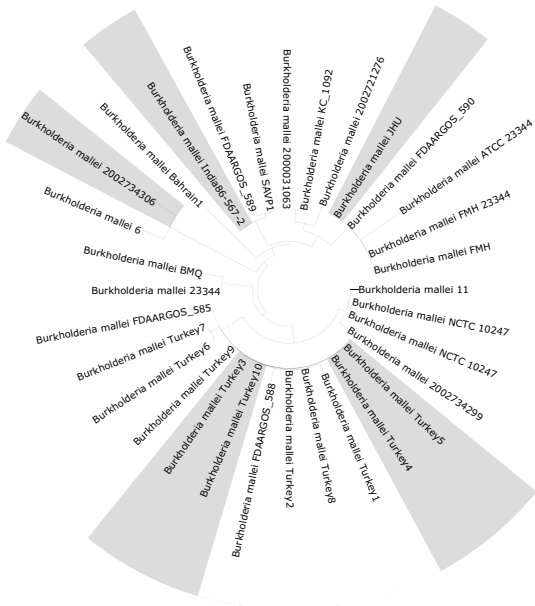 Burkholderia mallei 2000031063
Burkholderia mallei KC_1092
Burkholderia mallei 2002721276
Burkholderia mallei JHU
Burkholderia mallei FDAARGOS_590
Burkholderia mallei ATCC 23344
Burkholderia mallei FMH 23344
Burkholderia mallei FMH
Burkholderia mallei 11
Burkholderia mallei NCTC 10247
Burkholderia mallei NCTC 10247
Burkholderia mallei 2002734299
Burkholderia mallei Turkey5
Burkholderia mallei Turkey4
Burkholderia mallei Turkey1
Burkholderia mallei Turkey8
Burkholderia mallei Turkey2
Burkholderia mallei FDAARGOS_588
Burkholderia mallei Turkey10
Burkholderia mallei Turkey3
Burkholderia mallei Turkey9
Burkholderia mallei Turkey6
Burkholderia mallei Turkey7
Burkholderia mallei FDAARGOS_585
Burkholderia mallei 23344
Burkholderia mallei BMQ
Burkholderia mallei 6
Burkholderia mallei 2002734306
Burkholderia mallei Bahrain1
Burkholderia mallei India86-567-2
Burkholderia mallei FDAARGOS_589
Burkholderia mallei SAVP1